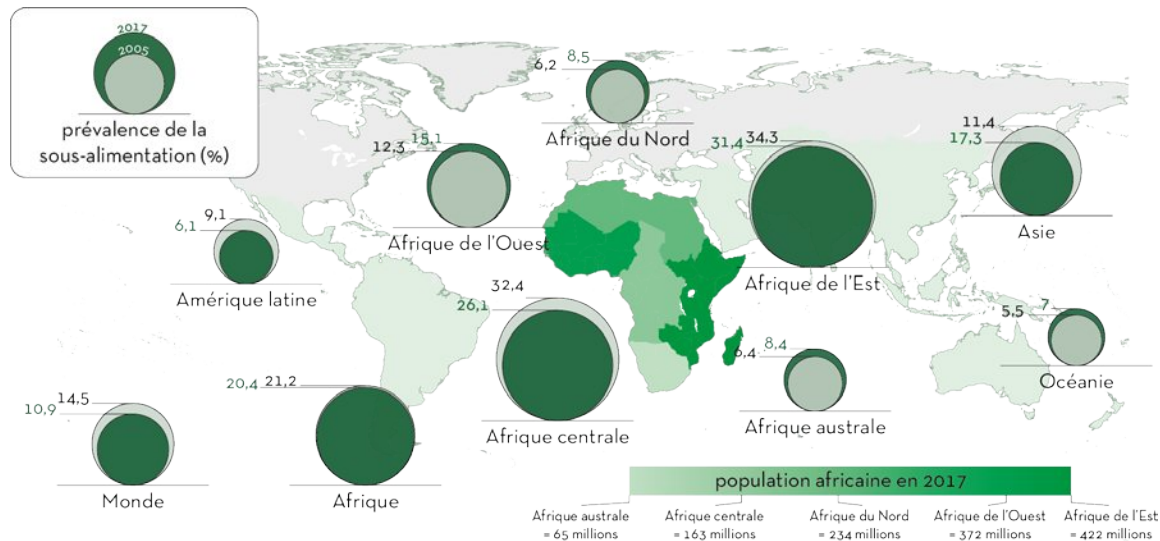 2017
2005
prévalence de la
sous-alimentation (%)
8,5
6,2
Afrique du Nord
15,1
12,3
Afrique de l'Ouest
34,3
31,4
Afrique de l'Est
11,4
17,3
Asie
9,1
6,1
Amérique latine
32,4
26,1
Afrique centrale
8,4
6,4
Afrique australe
7
5,5
Océanie
14,5
10,9
Monde
20,4 21,2
Afrique
population africaine en 2017
Afrique australe
= 65 millions
Afrique centrale
= 163 millions
Afrique du Nord
= 234 millions
Afrique de l'Ouest
= 372 millions
Afrique de l'Est
= 422 millions